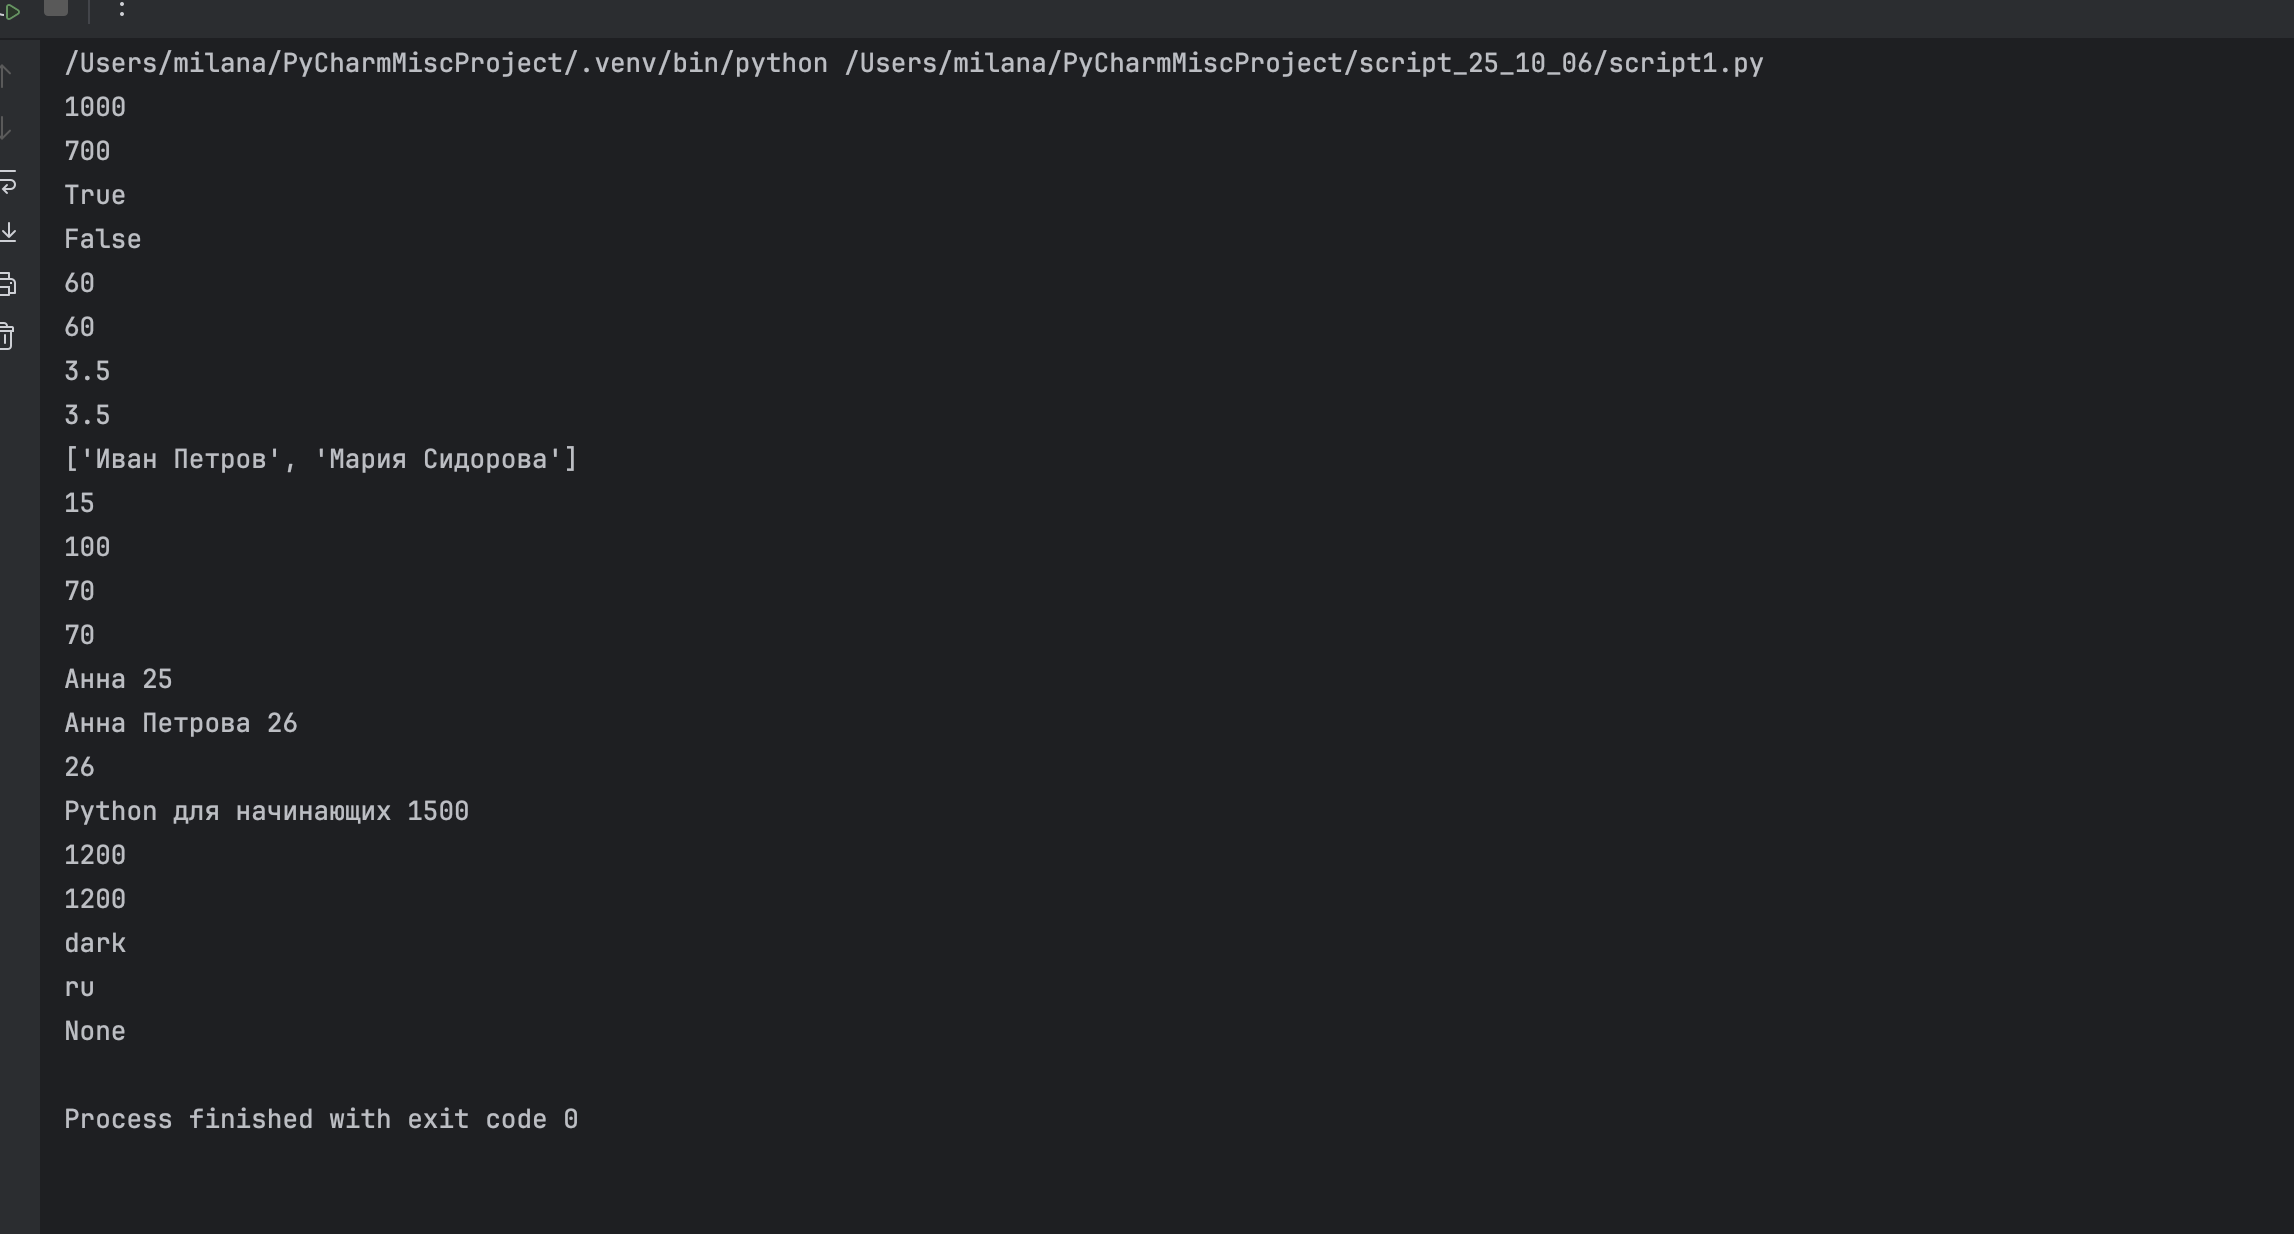 /Users/milana/PyCharmMiscProject/.venv/bin/python /Users/milana/PyCharmMiscProject/script_25_10_06/script1.py
1000
700
True
False
60
60
3.5
3.5
['Иван Петров', 'Мария Сидорова']
15
100
70
70
Анна 25
Анна Петрова 26
26
Python для начинающих 1500
1200
1200
dark
ru
None
Process finished with exit code 0